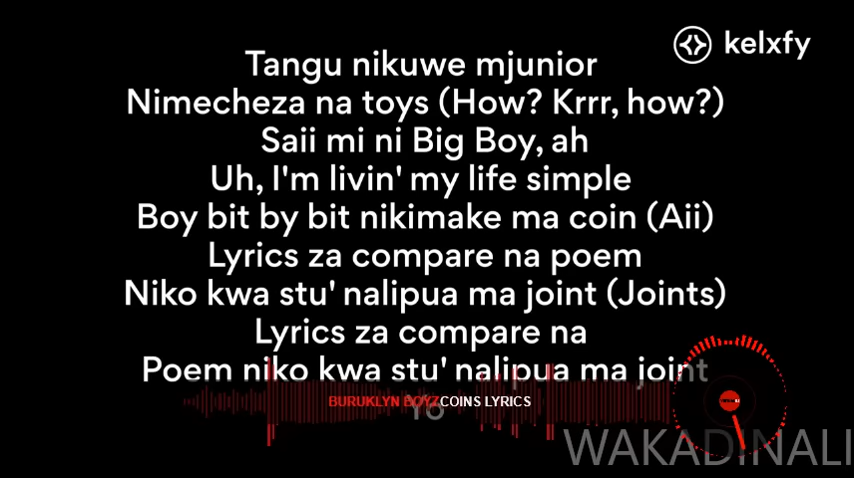 kelxfy
Tangu nikuwe mjunior
Nimecheza na toys (How? Krrr, how?)
Saii mi ni Big Boy, ah
Uh, I'm livin' my life simple
Boy bit by bit nikimake ma coin (Aii)
Lyrics za compare na poem
Niko kwa stu' nalipua ma joint (Joints)
Lyrics za compare na
Poem niko kwa stu' nalipua ma joint
BURUKLYN BOYZ COINS LYRICS
Yo
WAKADINALI